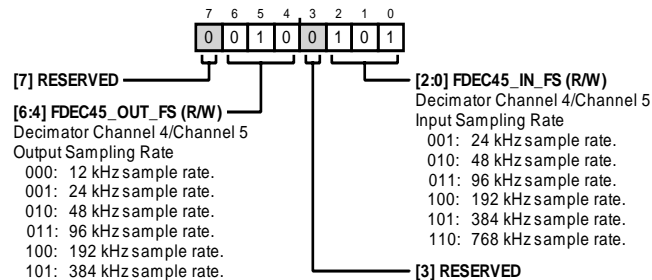 7 6 5 4 3 2 1 0
0 0 1 0 0 1 0 1
[7] RESERVED
[6:4] FDEC45_OUT_FS (R/W)
Decimator Channel 4/Channel 5
Output Sampling Rate
000: 12 kHz sample rate.
001: 24 kHz sample rate.
010: 48 kHz sample rate.
011: 96 kHz sample rate.
100: 192 kHz sample rate.
101: 384 kHz sample rate.
[2:0] FDEC45_IN_FS (R/W)
Decimator Channel 4/Channel 5
Input Sampling Rate
001: 24 kHz sample rate.
010: 48 kHz sample rate.
011: 96 kHz sample rate.
100: 192 kHz sample rate.
101: 384 kHz sample rate.
110: 768 kHz sample rate.
[3] RESERVED